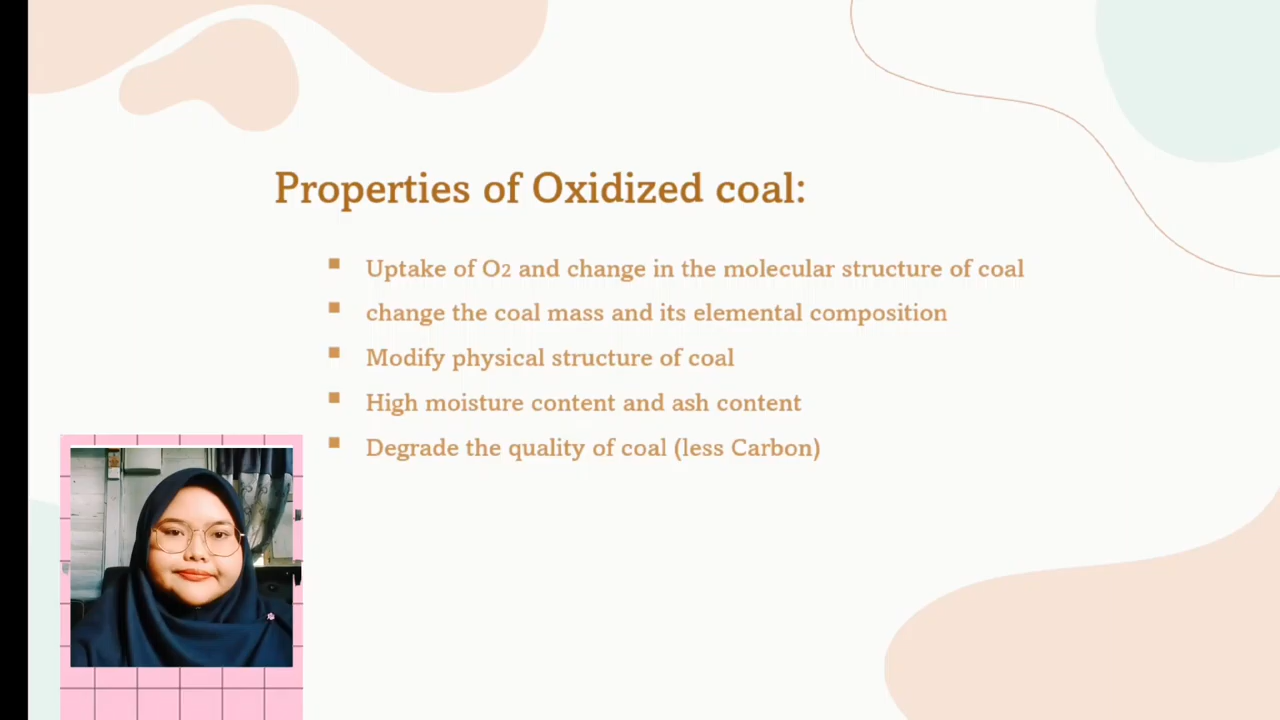 Properties of Oxidized coal:
Uptake of O2 and change in the molecular structure of coal
change the coal mass and its elemental composition
Modify physical structure of coal
High moisture content and ash content
Degrade the quality of coal (less Carbon)